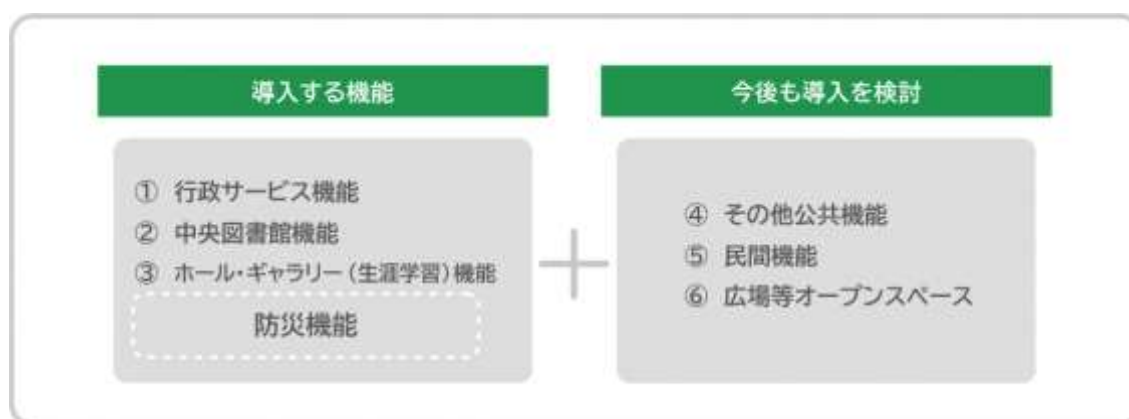 導入する機能
① 行政サービス機能
② 中央図書館機能
③ ホール・ギャラリー（生涯学習）機能
防災機能
今後も導入を検討
④ その他公共機能
⑤ 民間機能
⑥ 広場等オープンスペース